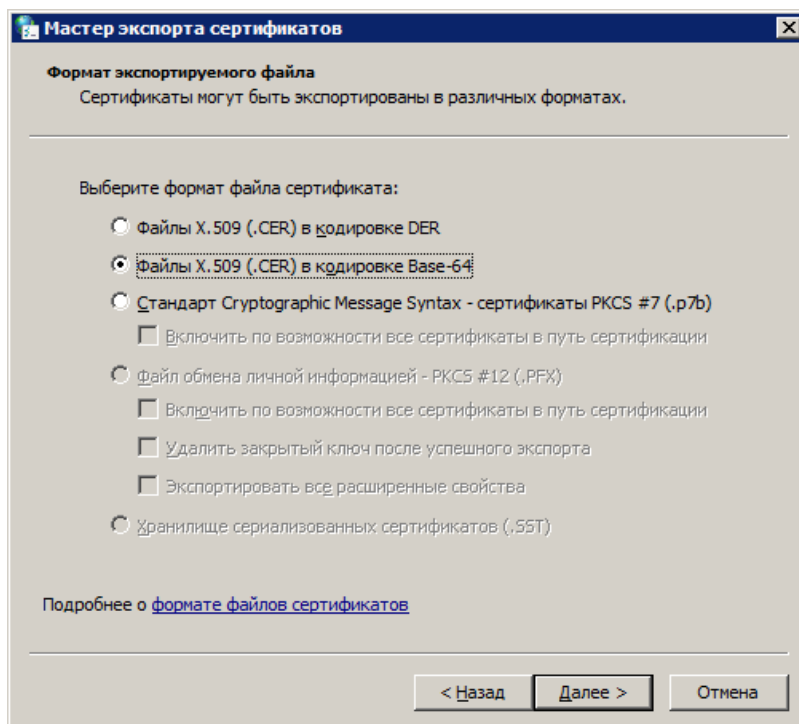 Мастер экспорта сертификатов
Формат экспортируемого файла
Сертификаты могут быть экспортированы в различных форматах.
Выберите формат файла сертификата:
Файлы X.509 (.CER) в кодировке DER
Файлы X.509 (.CER) в кодировке Base-64
Стандарт Cryptographic Message Syntax - сертификаты PKCS #7 (.p7b)
Включить по возможности все сертификаты в путь сертификации
Файл обмена личной информацией - PKCS #12 (.PFX)
Включить по возможности все сертификаты в путь сертификации
Удалить закрытый ключ после успешного экспорта
Экспортировать все расширенные свойства
Хранилище сериализованных сертификатов (.SST)
Подробнее о формате файлов сертификатов
< Назад Далее > Отмена